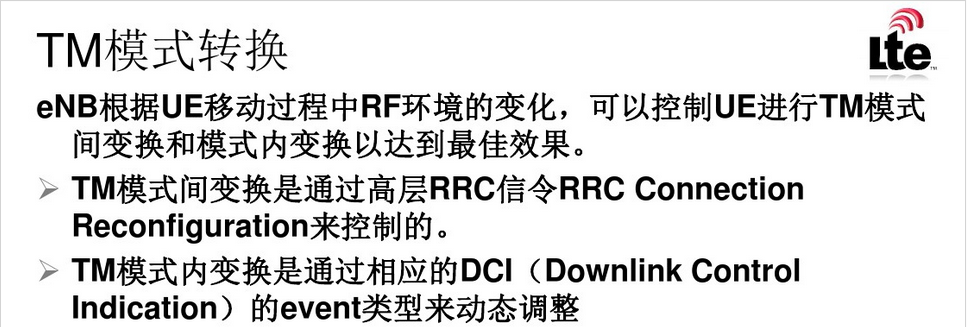 TM模式转换
Lte
eNB根据UE移动过程中RF环境的变化，可以控制UE进行TM模式
间变换和模式内变换以达到最佳效果。
➢ TM模式间变换是通过高层RRC信令RRC Connection
Reconfiguration来控制的。
➢ TM模式内变换是通过相应的DCI（Downlink Control
Indication）的event类型来动态调整